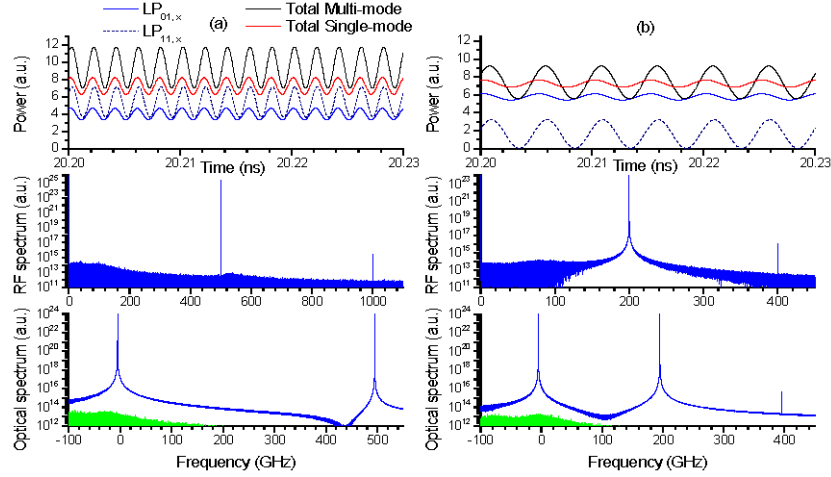 LP01,x (a) Total Multi-mode (b)
LP11,x Total Single-mode
Power (a.u.)
12
10
8
6
4
2
0
20.20 20.21 20.22 20.23
Time (ns)
Power (a.u.)
12
10
8
6
4
2
0
20.20 20.21 20.22 20.23
Time (ns)
RF spectrum (a.u.)
10^25
10^23
10^21
10^19
10^17
10^15
10^13
10^11
0 200 400 600 800 1000
RF spectrum (a.u.)
10^23
10^21
10^19
10^17
10^15
10^13
10^11
0 100 200 300 400
Optical spectrum (a.u.)
10^24
10^22
10^20
10^18
10^16
10^14
10^12
-100 0 100 200 300 400 500
Frequency (GHz)
Optical spectrum (a.u.)
10^24
10^22
10^20
10^18
10^16
10^14
10^12
-100 0 100 200 300 400
Frequency (GHz)